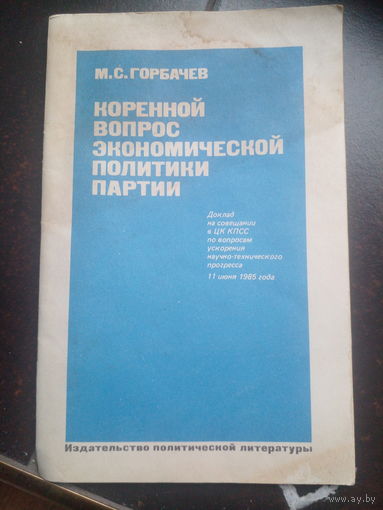 М.С.ГОРБАЧЕВ
КОРЕННОЙ
ВОПРОС
ЭКОНОМИЧЕСКОЙ
ПОЛИТИКИ
ПАРТИИ
Доклад
на совещании
в ЦК КПСС
по вопросам
ускорения
научно-технического
прогресса
11 июня 1985 года
Издательство политической литературы
ay.by